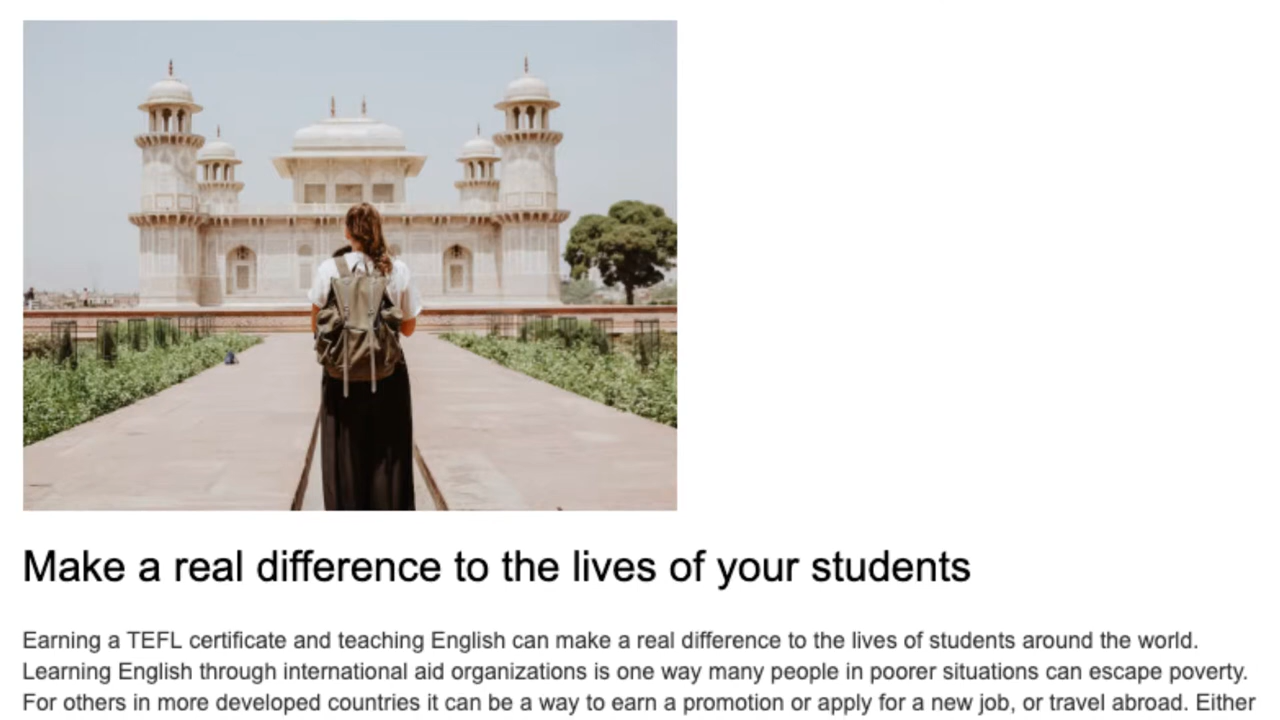 Make a real difference to the lives of your students
Earning a TEFL certificate and teaching English can make a real difference to the lives of students around the world.
Learning English through international aid organizations is one way many people in poorer situations can escape poverty.
For others in more developed countries it can be a way to earn a promotion or apply for a new job, or travel abroad. Either